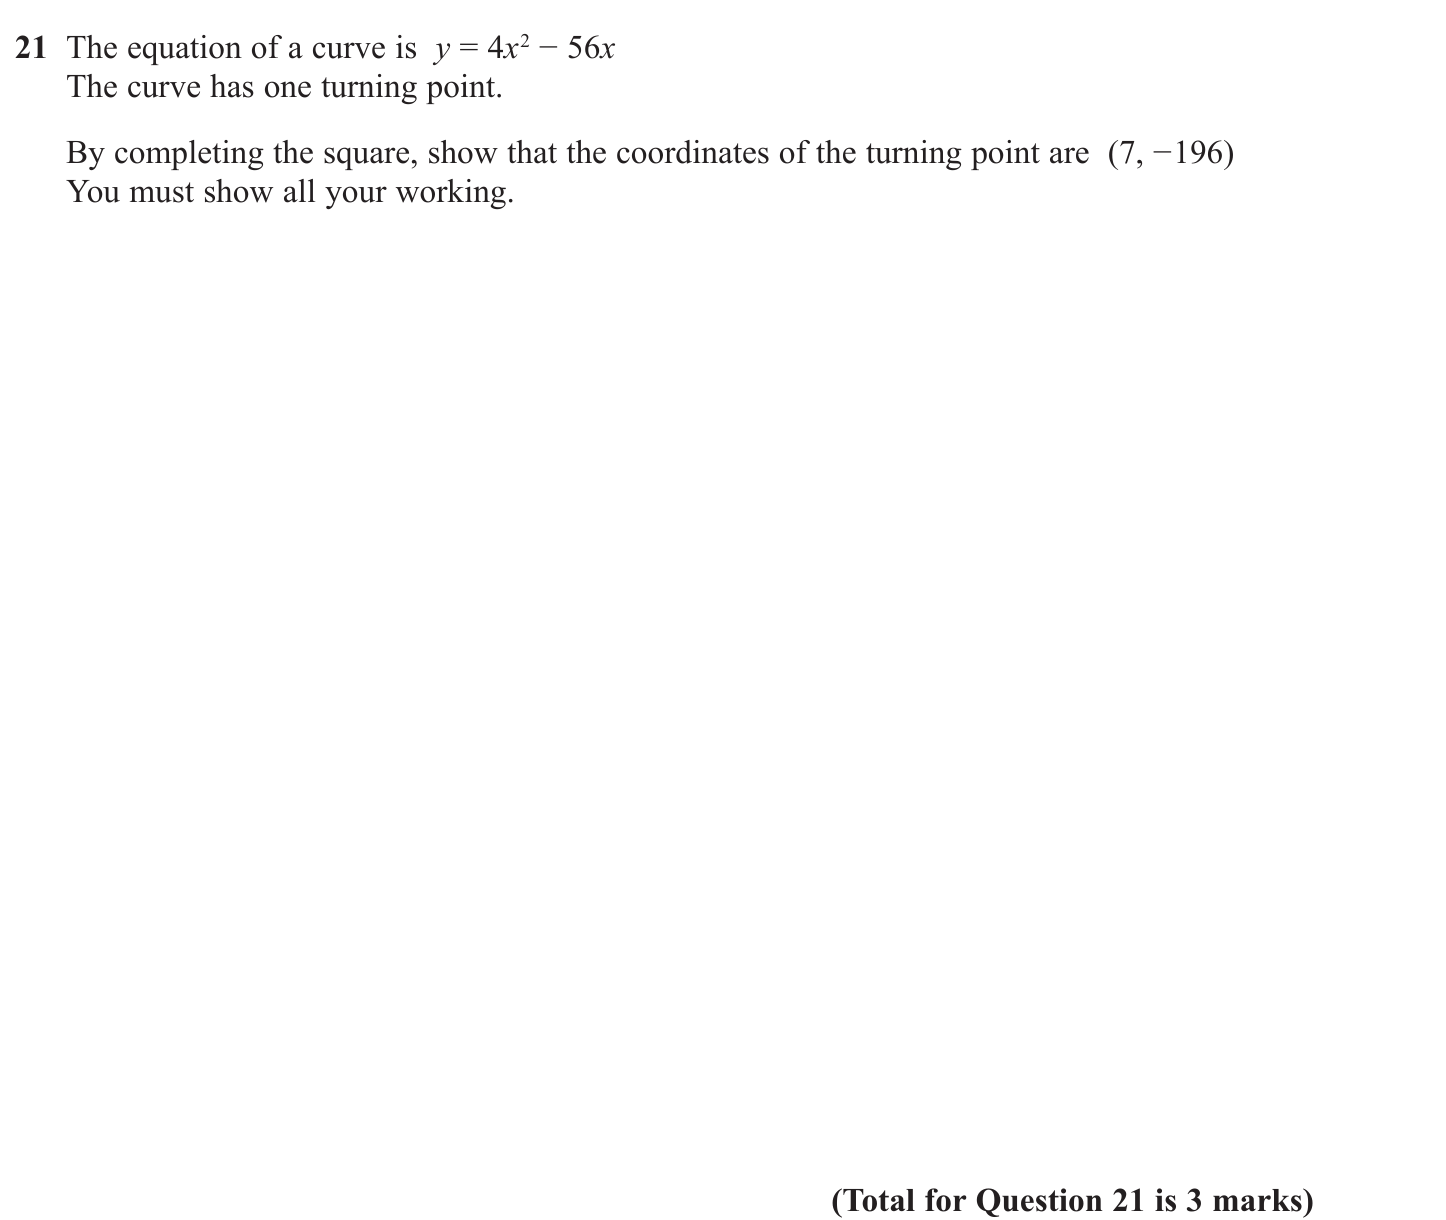 21 The equation of a curve is y = 4x² − 56x
The curve has one turning point.
By completing the square, show that the coordinates of the turning point are (7, −196)
You must show all your working.
(Total for Question 21 is 3 marks)